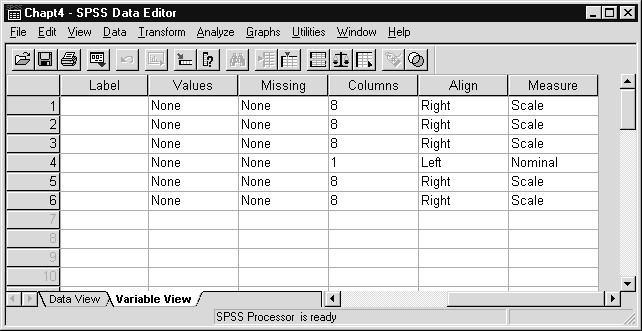 Chapt4 - SPSS Data Editor
File Edit View Data Transform Analyze Graphs Utilities Window Help
Label Values Missing Columns Align Measure
1 None None 8 Right Scale
2 None None 8 Right Scale
3 None None 8 Right Scale
4 None None 1 Left Nominal
5 None None 8 Right Scale
6 None None 8 Right Scale
7
8
9
10
Data View Variable View
SPSS Processor is ready